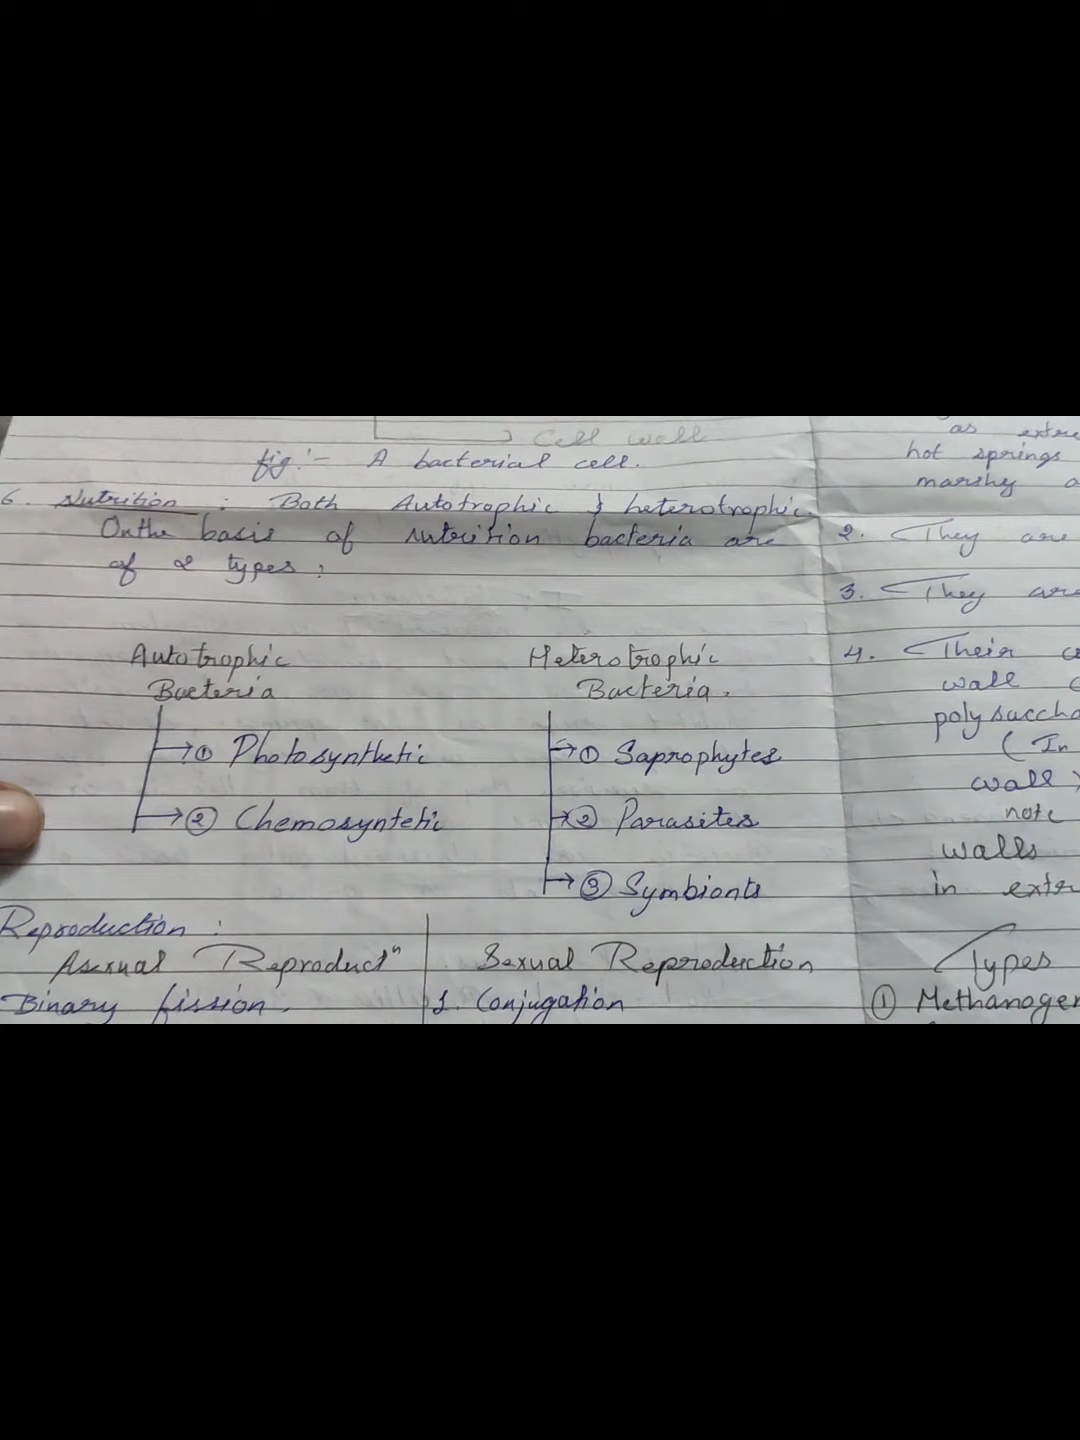 Cell wall
fig:- A bacterial cell.
6. Nutrition : Both Autotrophic & heterotrophic.
On the basis of nutrition bacteria are
of 2 types:
Autotrophic
Bacteria
① Photosynthetic
② Chemosyntetic
Heterotrophic
Bacteria.
① Saprophytes
② Parasites
③ Symbionts
Reproduction :
Asexual Reproductⁿ
Binary fission.
Sexual Reproduction
1. Conjugation
as
hot springs
marshy
2. They are
3. They are
4. Their
wall
(In
wall)
note
walls
in
Types
①